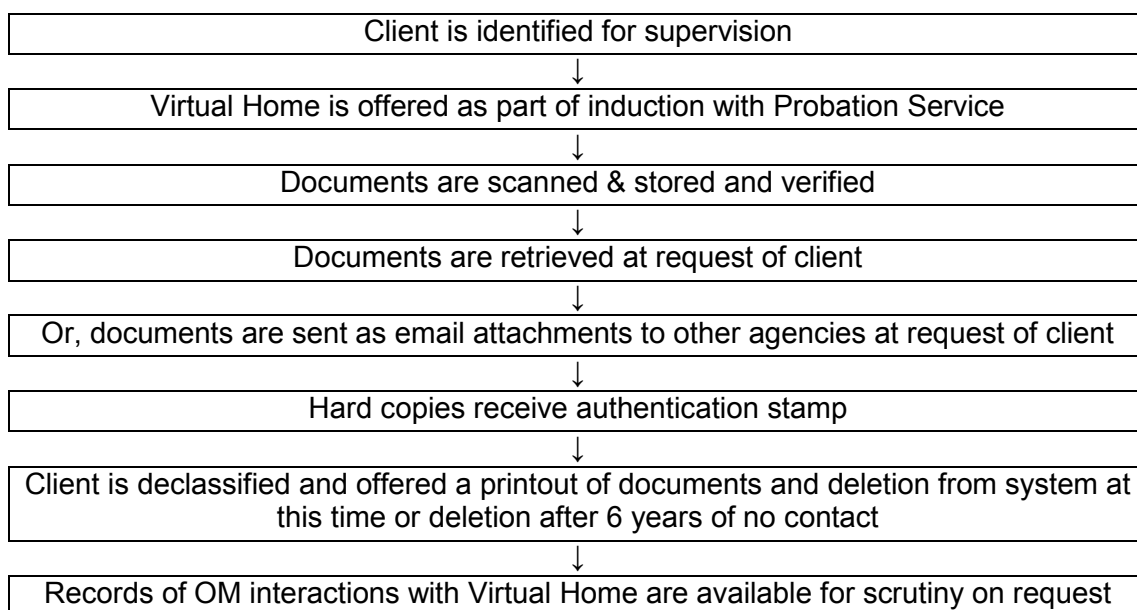 Client is identified for supervision
↓
Virtual Home is offered as part of induction with Probation Service
↓
Documents are scanned & stored and verified
↓
Documents are retrieved at request of client
↓
Or, documents are sent as email attachments to other agencies at request of client
↓
Hard copies receive authentication stamp
↓
Client is declassified and offered a printout of documents and deletion from system at
this time or deletion after 6 years of no contact
↓
Records of OM interactions with Virtual Home are available for scrutiny on request